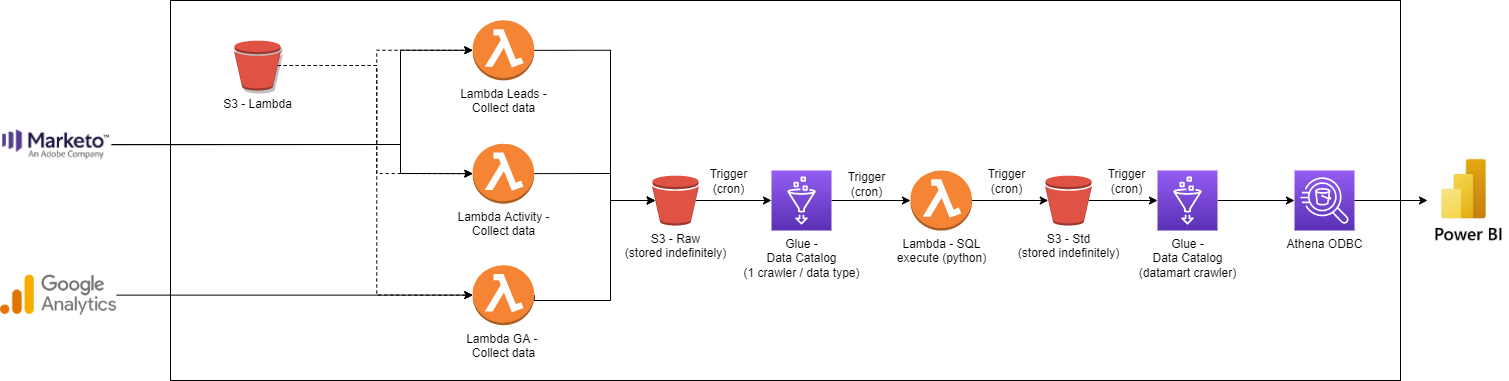 S3 - Lambda
Lambda Leads -
Collect data
Marketo™
An Adobe Company
Lambda Activity -
Collect data
Google
Analytics
Lambda GA -
Collect data
S3 - Raw
(stored indefinitely)
Trigger
(cron)
Glue -
Data Catalog
(1 crawler / data type)
Trigger
(cron)
Lambda - SQL
execute (python)
Trigger
(cron)
S3 - Std
(stored indefinitely)
Trigger
(cron)
Glue -
Data Catalog
(datamart crawler)
Athena ODBC
Power BI